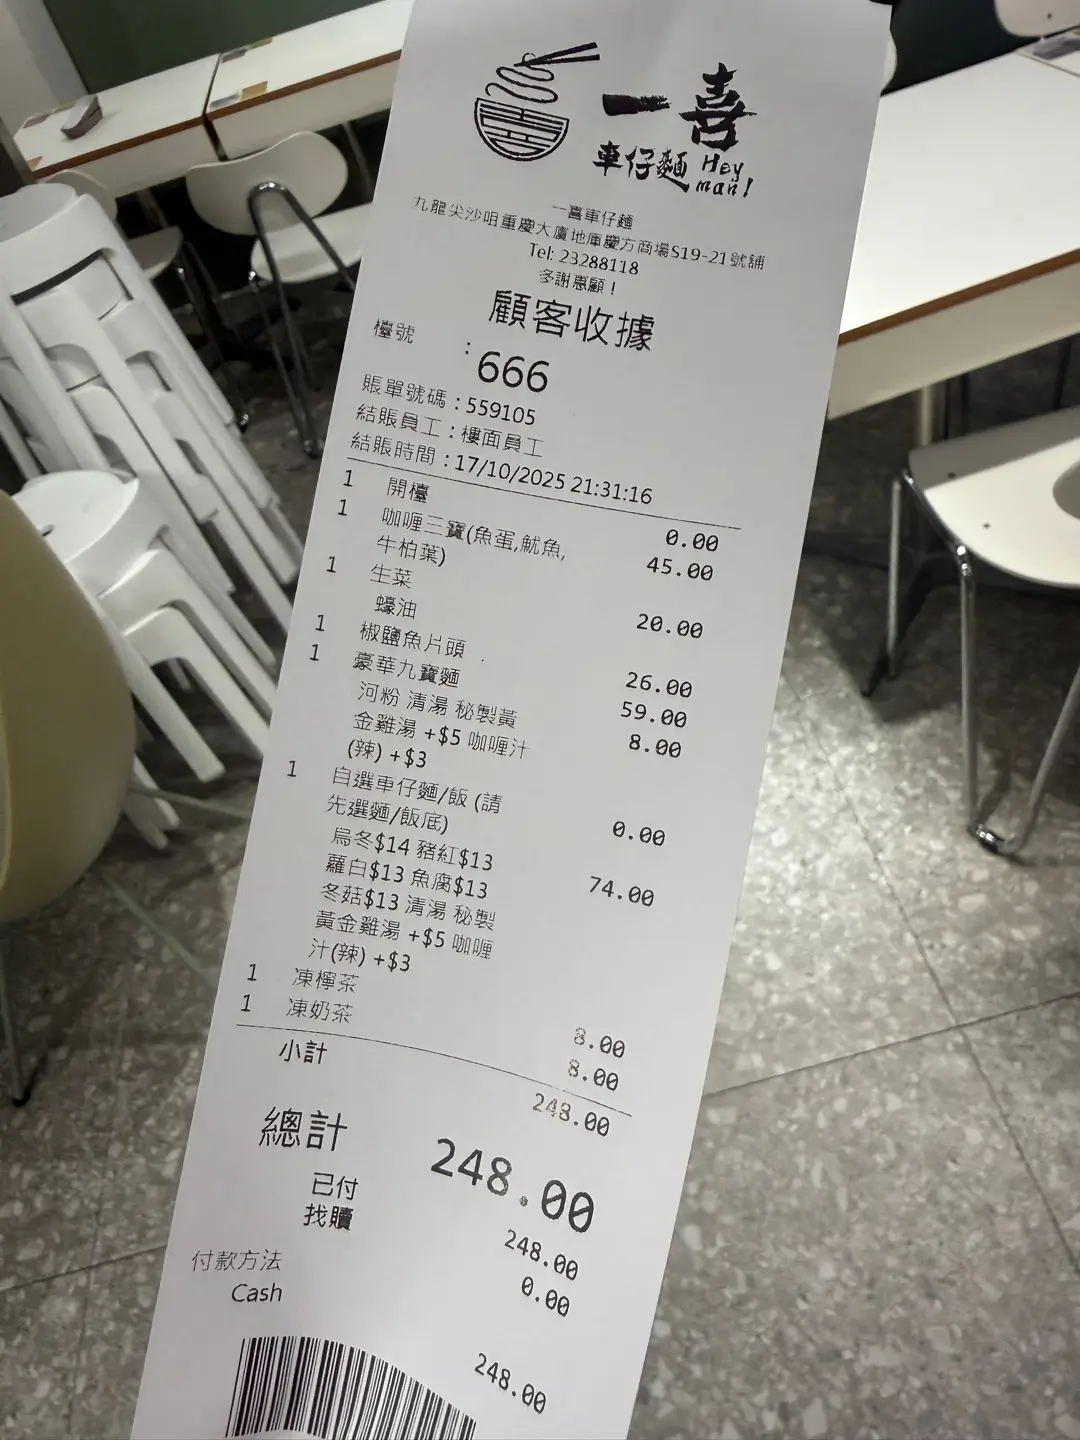 一喜
車仔麵 Hey man!
一喜車仔麵
九龍尖沙咀重慶大廈地庫慶方商場S19-21號舖
Tel: 23288118
多謝惠顧！
顧客收據
檯號 : 666
賬單號碼 : 559105
結賬員工 : 樓面員工
結賬時間 : 17/10/2025 21:31:16
1 開檯 0.00
1 咖喱三寶(魚蛋,魷魚, 45.00
牛柏葉)
1 生菜 20.00
蠔油
1 椒鹽魚片頭 26.00
1 豪華九寶麵 59.00
河粉 清湯 秘製黃 8.00
金雞湯 +$5 咖喱汁
(辣) +$3
1 自選車仔麵/飯 (請 0.00
先選麵/飯底)
烏冬$14 豬紅$13 74.00
蘿白$13 魚腐$13
冬菇$13 清湯 秘製
黃金雞湯 +$5 咖喱
汁(辣) +$3
1 凍檸茶 8.00
1 凍奶茶 8.00
小計 248.00
總計 248.00
已付 248.00
找贖 0.00
付款方法
Cash 248.00